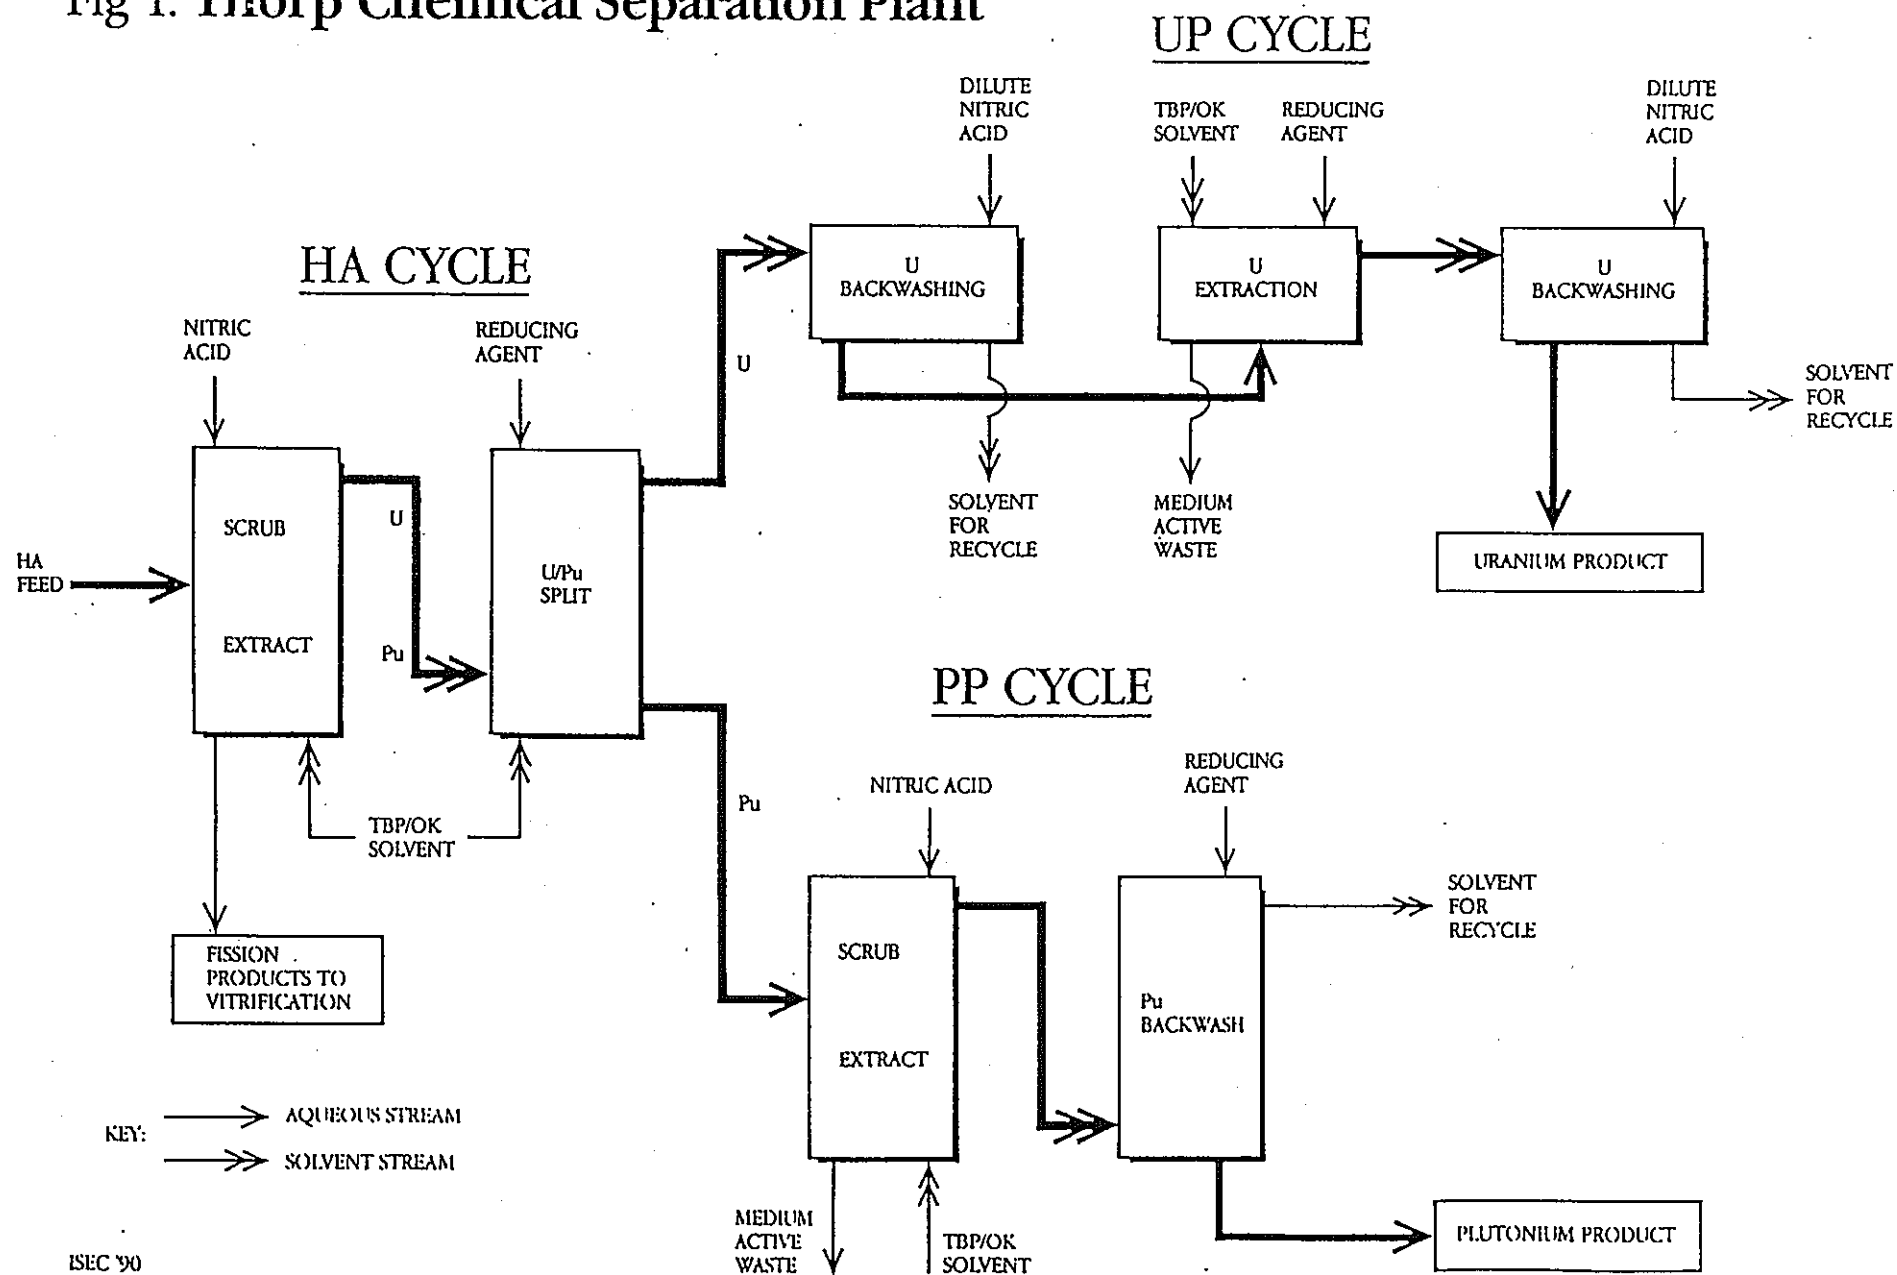 Fig 1. Thorp Chemical Separation Plant
UP CYCLE
DILUTE
NITRIC
ACID
TBP/OK
SOLVENT
REDUCING
AGENT
DILUTE
NITRIC
ACID
HA CYCLE
U
BACKWASHING
U
EXTRACTION
U
BACKWASHING
NITRIC
ACID
REDUCING
AGENT
U
SOLVENT
FOR
RECYCLE
SOLVENT
FOR
RECYCLE
MEDIUM
ACTIVE
WASTE
URANIUM PRODUCT
HA
FEED
SCRUB
EXTRACT
U
Pu
U/Pu
SPLIT
PP CYCLE
TBP/OK
SOLVENT
Pu
NITRIC ACID
REDUCING
AGENT
SOLVENT
FOR
RECYCLE
FISSION
PRODUCTS TO
VITRIFICATION
SCRUB
EXTRACT
Pu
BACKWASH
KEY:
AQUEOUS STREAM
SOLVENT STREAM
MEDIUM
ACTIVE
WASTE
TBP/OK
SOLVENT
PLUTONIUM PRODUCT
ISEC '90